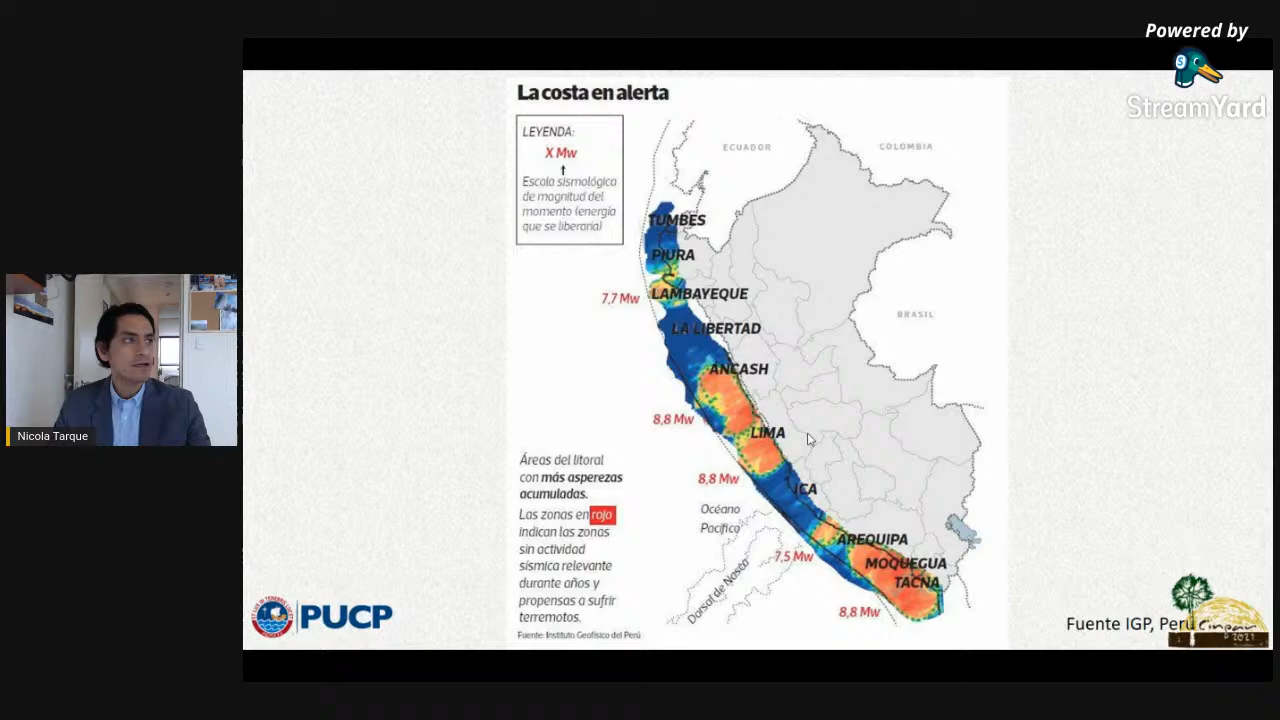 Powered by
StreamYard
La costa en alerta
LEYENDA:
X Mw
Escala sismológica
de magnitud del
momento (energía
que se liberaría)
ECUADOR
COLOMBIA
TUMBES
PIURA
7,7 Mw
LAMBAYEQUE
LA LIBERTAD
BRASIL
ANCASH
8,8 Mw
LIMA
8,8 Mw
ICA
Océano
Pacífico
7,5 Mw
AREQUIPA
MOQUEGUA
TACNA
Dorsal de Nasca
8,8 Mw
Áreas del litoral
con más asperezas
acumuladas.
Las zonas en rojo
indican las zonas
sin actividad
sísmica relevante
durante años y
propensas a sufrir
terremotos.
Fuente: Instituto Geofísico del Perú
Nicola Tarque
PUCP
Fuente IGP, Perú
2021